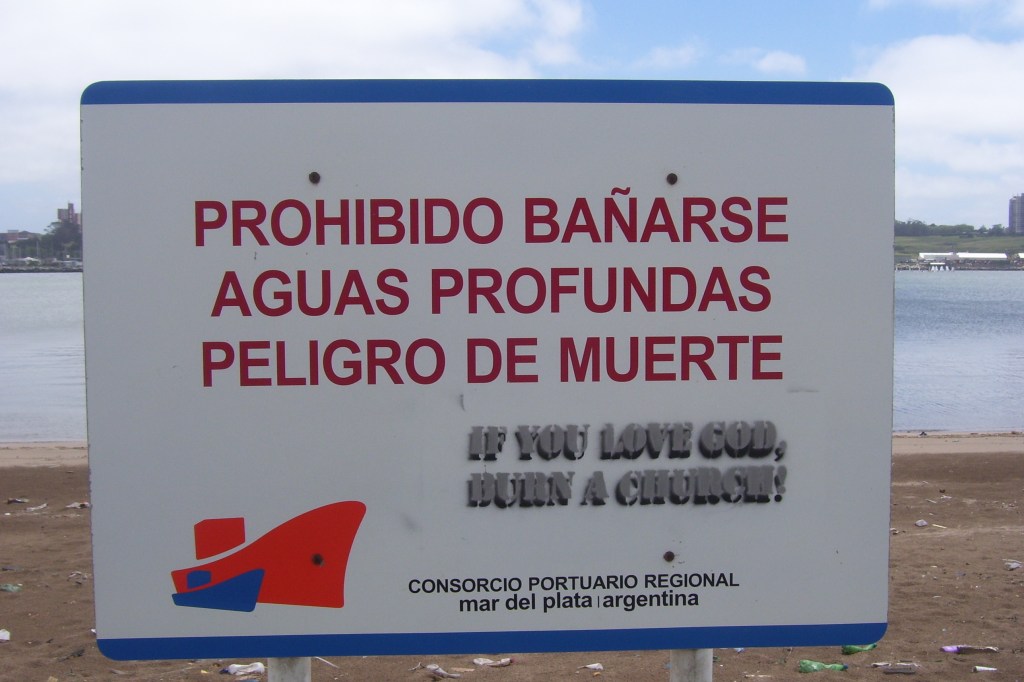 PROHIBIDO BAÑARSE
AGUAS PROFUNDAS
PELIGRO DE MUERTE
IF YOU LOVE GOD,
BURN A CHURCH!
CONSORCIO PORTUARIO REGIONAL
mar del plata | argentina